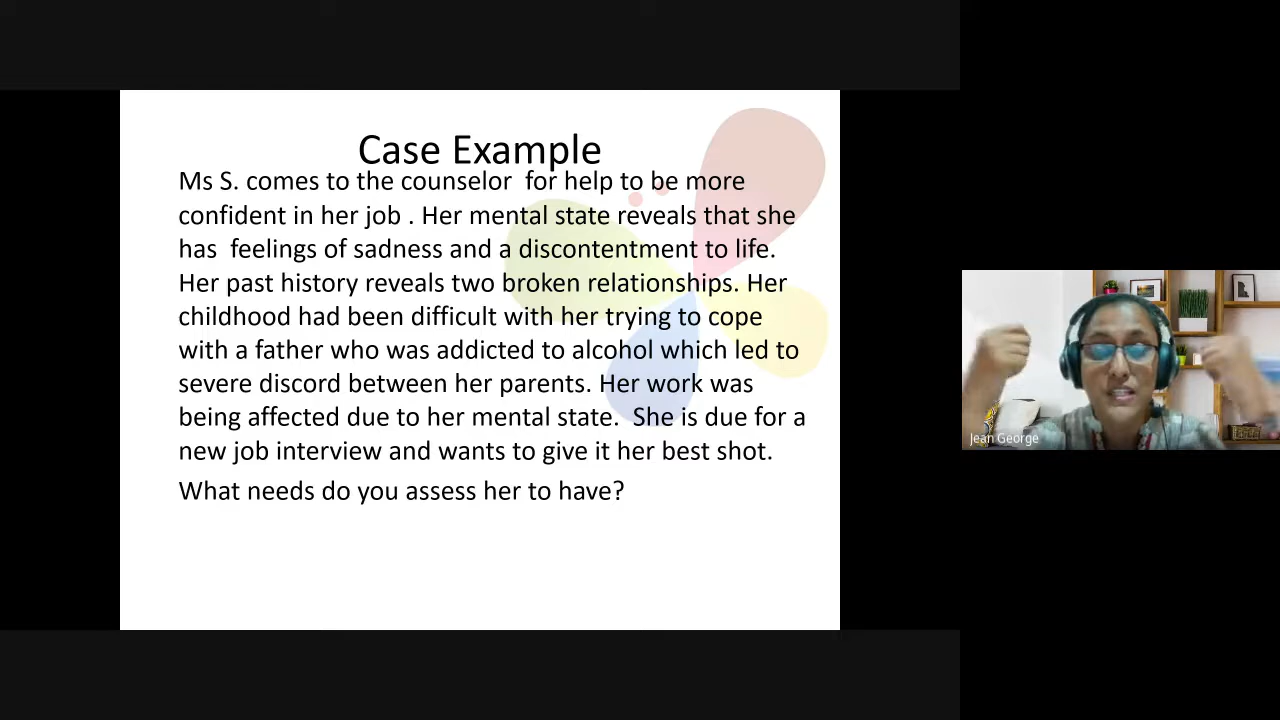 Case Example
Ms S. comes to the counselor  for help to be more
confident in her job . Her mental state reveals that she
has  feelings of sadness and a discontentment to life.
Her past history reveals two broken relationships. Her
childhood had been difficult with her trying to cope
with a father who was addicted to alcohol which led to
severe discord between her parents. Her work was
being affected due to her mental state.  She is due for a
new job interview and wants to give it her best shot.
What needs do you assess her to have?
Jean George